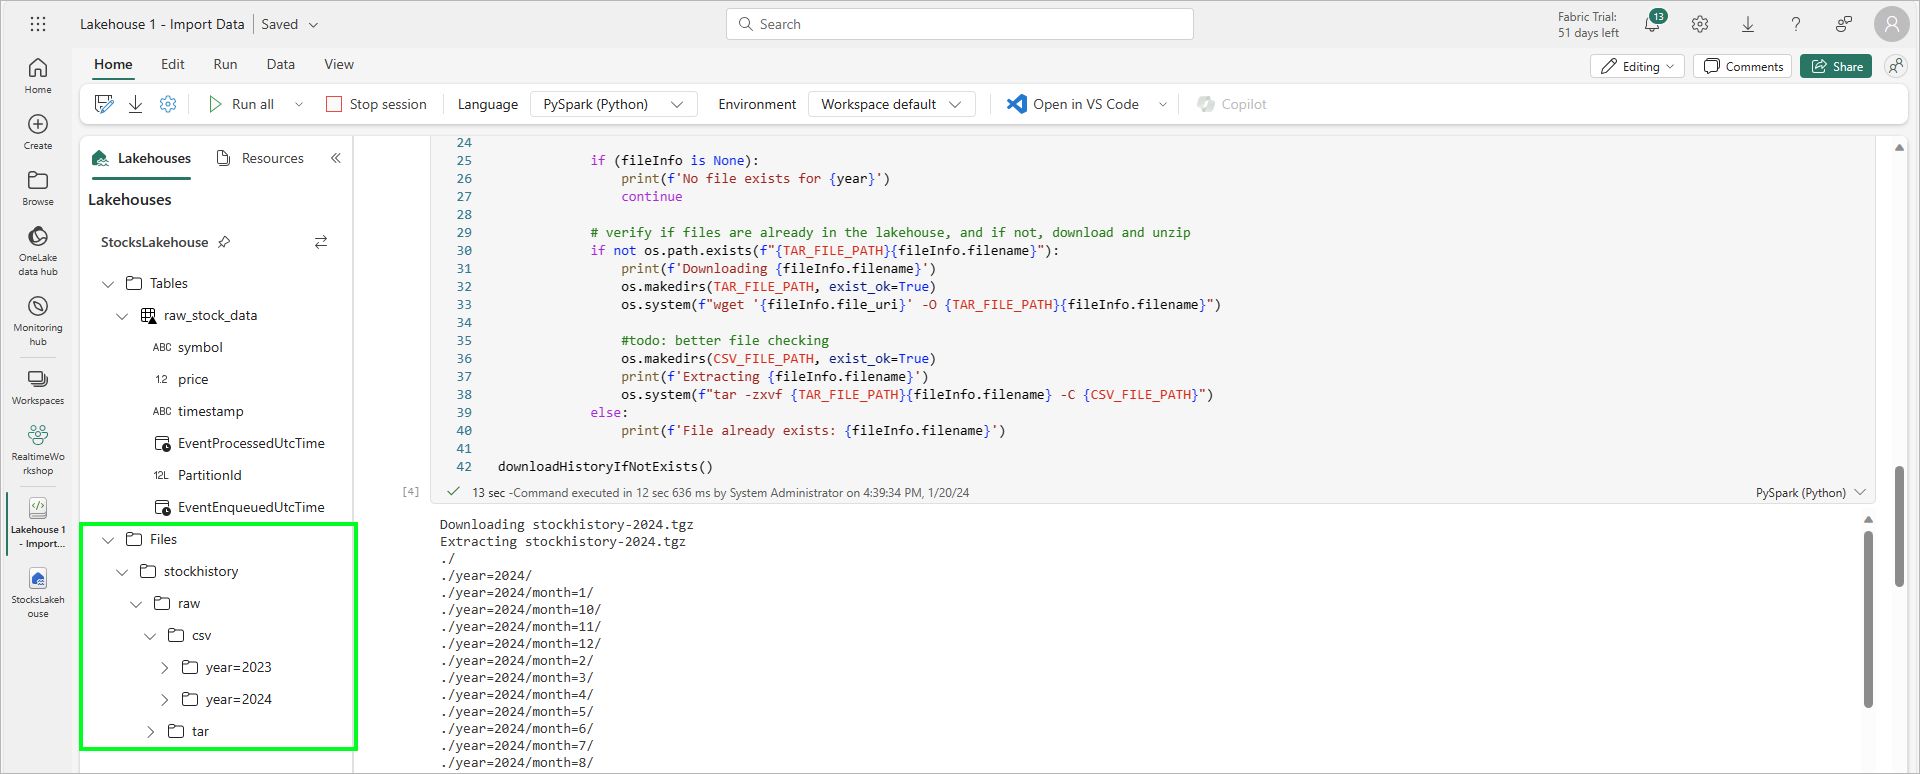 Lakehouse 1 - Import Data | Saved
Search
Fabric Trial:
51 days left
13
?
Home
Create
Browse
OneLake
data hub
Monitoring
hub
Workspaces
RealtimeWo
rkshop
Lakehouse 1
- Import...
StocksLakeh
ouse
Home Edit Run Data View
Editing Comments Share
Run all Stop session Language PySpark (Python) Environment Workspace default Open in VS Code Copilot
Lakehouses Resources
Lakehouses
StocksLakehouse
Tables
raw_stock_data
ABC symbol
1.2 price
ABC timestamp
EventProcessedUtcTime
12L PartitionId
EventEnqueuedUtcTime
Files
stockhistory
raw
csv
year=2023
year=2024
tar
24
25 if (fileInfo is None):
26 print(f'No file exists for {year}')
27 continue
28
29 # verify if files are already in the lakehouse, and if not, download and unzip
30 if not os.path.exists(f"{TAR_FILE_PATH}{fileInfo.filename}"):
31 print(f'Downloading {fileInfo.filename}')
32 os.makedirs(TAR_FILE_PATH, exist_ok=True)
33 os.system(f"wget '{fileInfo.file_uri}' -O {TAR_FILE_PATH}{fileInfo.filename}")
34
35 #todo: better file checking
36 os.makedirs(CSV_FILE_PATH, exist_ok=True)
37 print(f'Extracting {fileInfo.filename}')
38 os.system(f"tar -zxvf {TAR_FILE_PATH}{fileInfo.filename} -C {CSV_FILE_PATH}")
39 else:
40 print(f'File already exists: {fileInfo.filename}')
41
42 downloadHistoryIfNotExists()
[4] 13 sec -Command executed in 12 sec 636 ms by System Administrator on 4:39:34 PM, 1/20/24 PySpark (Python)
Downloading stockhistory-2024.tgz
Extracting stockhistory-2024.tgz
./
./year=2024/
./year=2024/month=1/
./year=2024/month=10/
./year=2024/month=11/
./year=2024/month=12/
./year=2024/month=2/
./year=2024/month=3/
./year=2024/month=4/
./year=2024/month=5/
./year=2024/month=6/
./year=2024/month=7/
./year=2024/month=8/